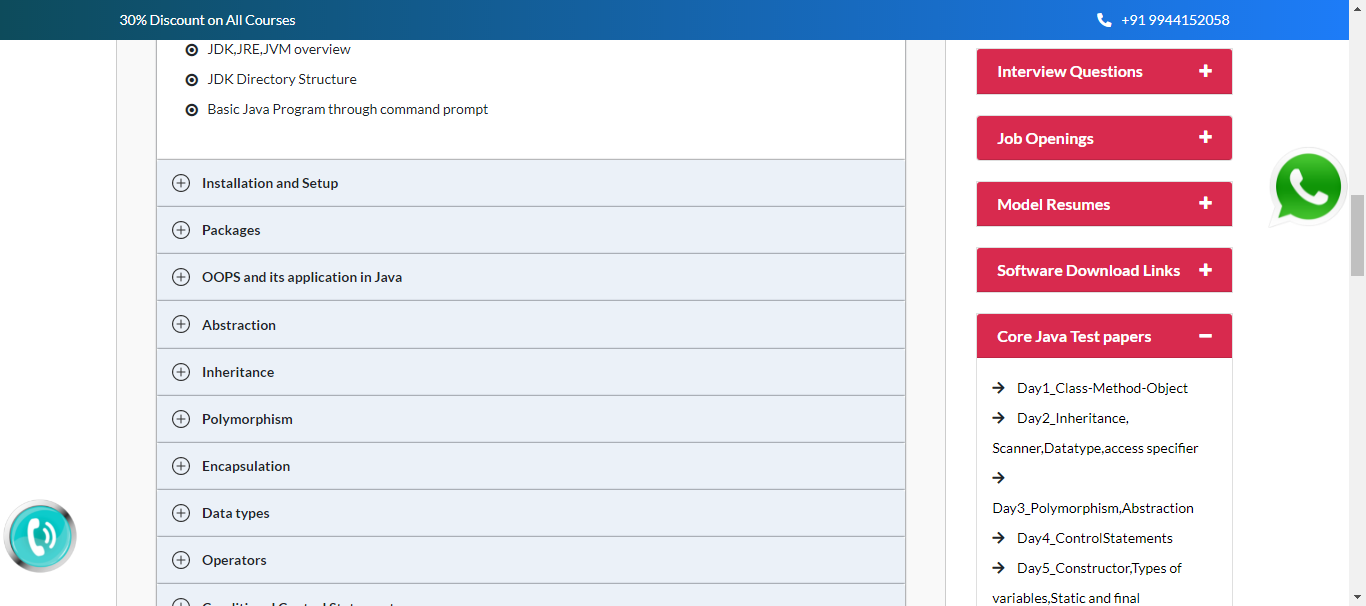 30% Discount on All Courses
+91 9944152058
JDK,JRE,JVM overview
JDK Directory Structure
Basic Java Program through command prompt
Installation and Setup
Packages
OOPS and its application in Java
Abstraction
Inheritance
Polymorphism
Encapsulation
Data types
Operators
Interview Questions
Job Openings
Model Resumes
Software Download Links
Core Java Test papers
Day1_Class-Method-Object
Day2_Inheritance,
Scanner,Datatype,access specifier
Day3_Polymorphism,Abstraction
Day4_ControlStatements
Day5_Constructor,Types of
variables,Static and final